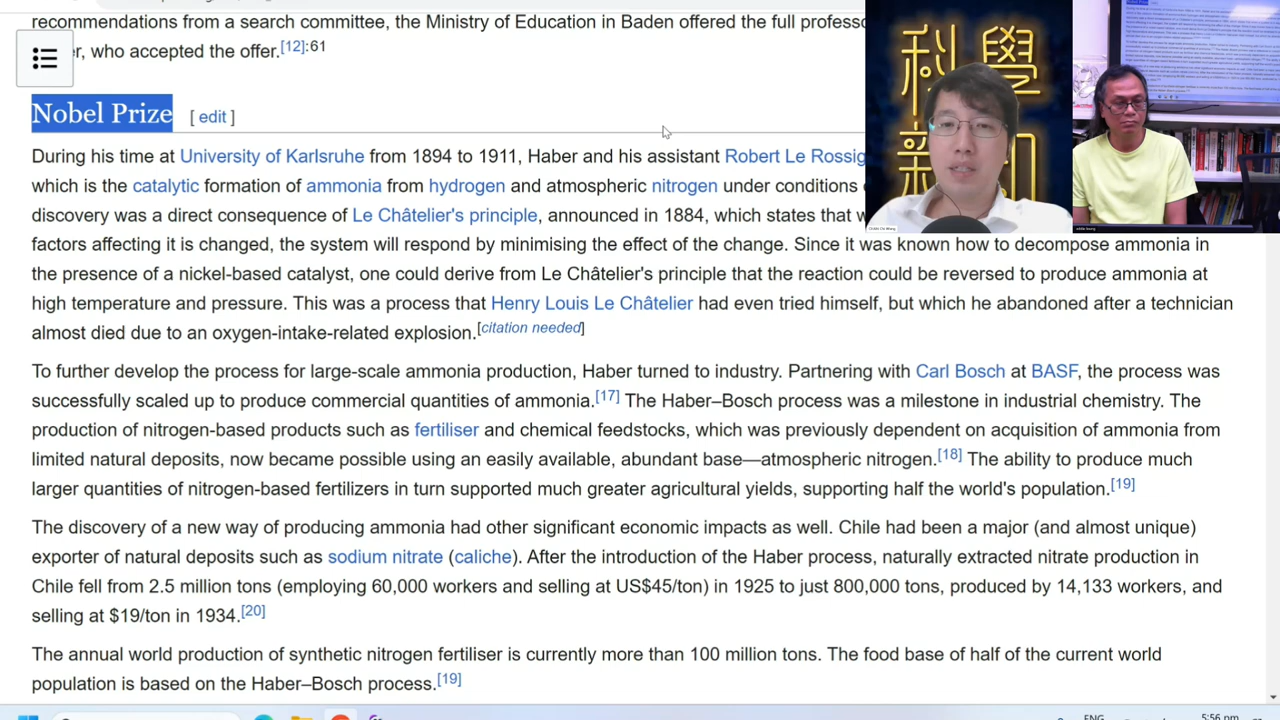 recommendations from a search committee, the Minister of Education in Baden offered the full profess
r, who accepted the offer.[12]:61
Nobel Prize [ edit ]
During his time at University of Karlsruhe from 1894 to 1911, Haber and his assistant Robert Le Rossig
which is the catalytic formation of ammonia from hydrogen and atmospheric nitrogen under conditions
discovery was a direct consequence of Le Châtelier's principle, announced in 1884, which states that w
factors affecting it is changed, the system will respond by minimising the effect of the change. Since it was known how to decompose ammonia in
the presence of a nickel-based catalyst, one could derive from Le Châtelier's principle that the reaction could be reversed to produce ammonia at
high temperature and pressure. This was a process that Henry Louis Le Châtelier had even tried himself, but which he abandoned after a technician
almost died due to an oxygen-intake-related explosion.[citation needed]
To further develop the process for large-scale ammonia production, Haber turned to industry. Partnering with Carl Bosch at BASF, the process was
successfully scaled up to produce commercial quantities of ammonia.[17] The Haber–Bosch process was a milestone in industrial chemistry. The
production of nitrogen-based products such as fertiliser and chemical feedstocks, which was previously dependent on acquisition of ammonia from
limited natural deposits, now became possible using an easily available, abundant base—atmospheric nitrogen.[18] The ability to produce much
larger quantities of nitrogen-based fertilizers in turn supported much greater agricultural yields, supporting half the world's population.[19]
The discovery of a new way of producing ammonia had other significant economic impacts as well. Chile had been a major (and almost unique)
exporter of natural deposits such as sodium nitrate (caliche). After the introduction of the Haber process, naturally extracted nitrate production in
Chile fell from 2.5 million tons (employing 60,000 workers and selling at US$45/ton) in 1925 to just 800,000 tons, produced by 14,133 workers, and
selling at $19/ton in 1934.[20]
The annual world production of synthetic nitrogen fertiliser is currently more than 100 million tons. The food base of half of the current world
population is based on the Haber–Bosch process.[19]
科學
新
ENG
5:56 pm